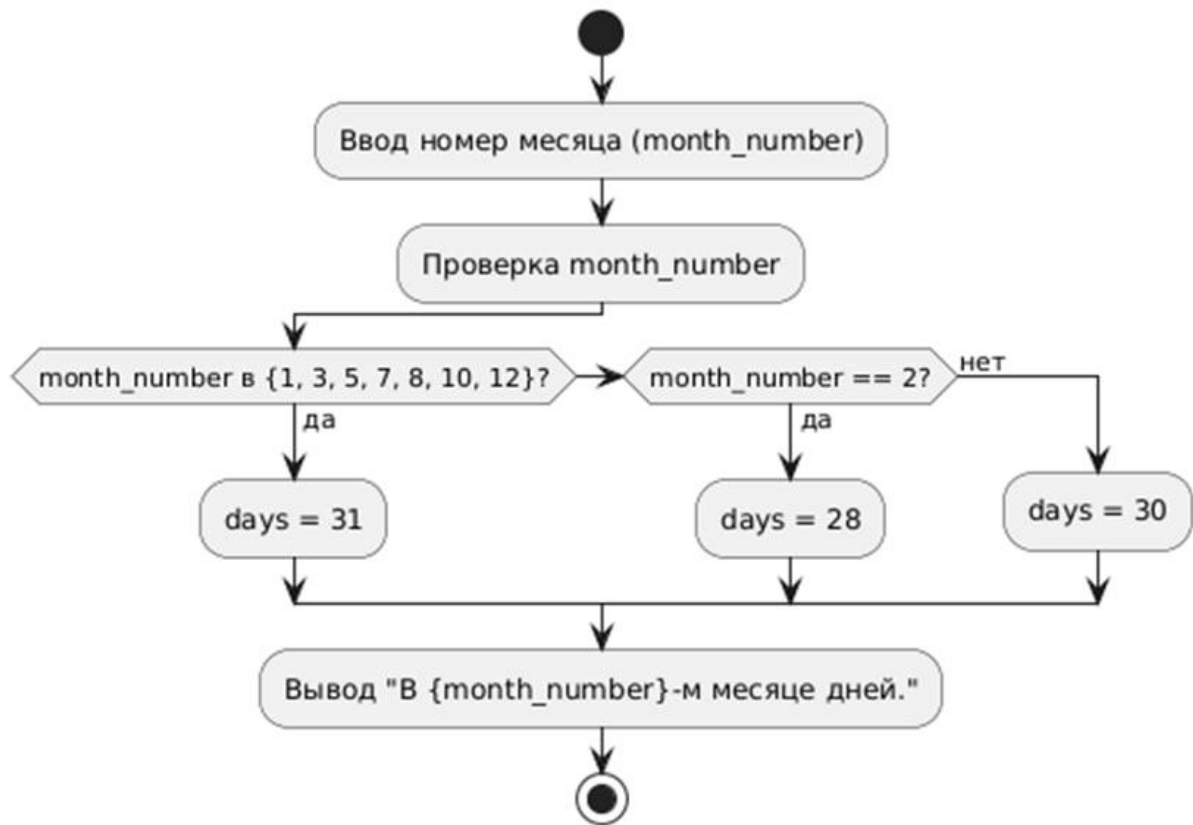 Ввод номер месяца (month_number)
Проверка month_number
month_number в {1, 3, 5, 7, 8, 10, 12}?
month_number == 2?
нет
да
да
days = 31
days = 28
days = 30
Вывод "В {month_number}-м месяце дней."